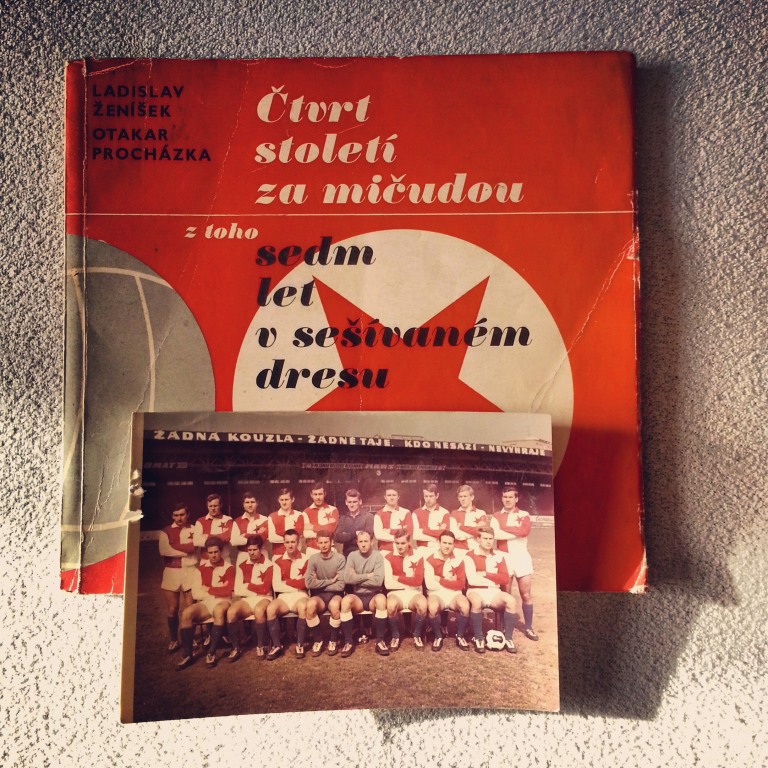 LADISLAV
ŽENÍŠEK
OTAKAR
PROCHÁZKA
Čtvrt
století
za mičudou
z toho
sedm
let
v sešívaném
dresu
ŽÁDNÁ KOUZLA - ŽÁDNÉ TAJE. KDO NESÁZÍ - NEVYHRAJE